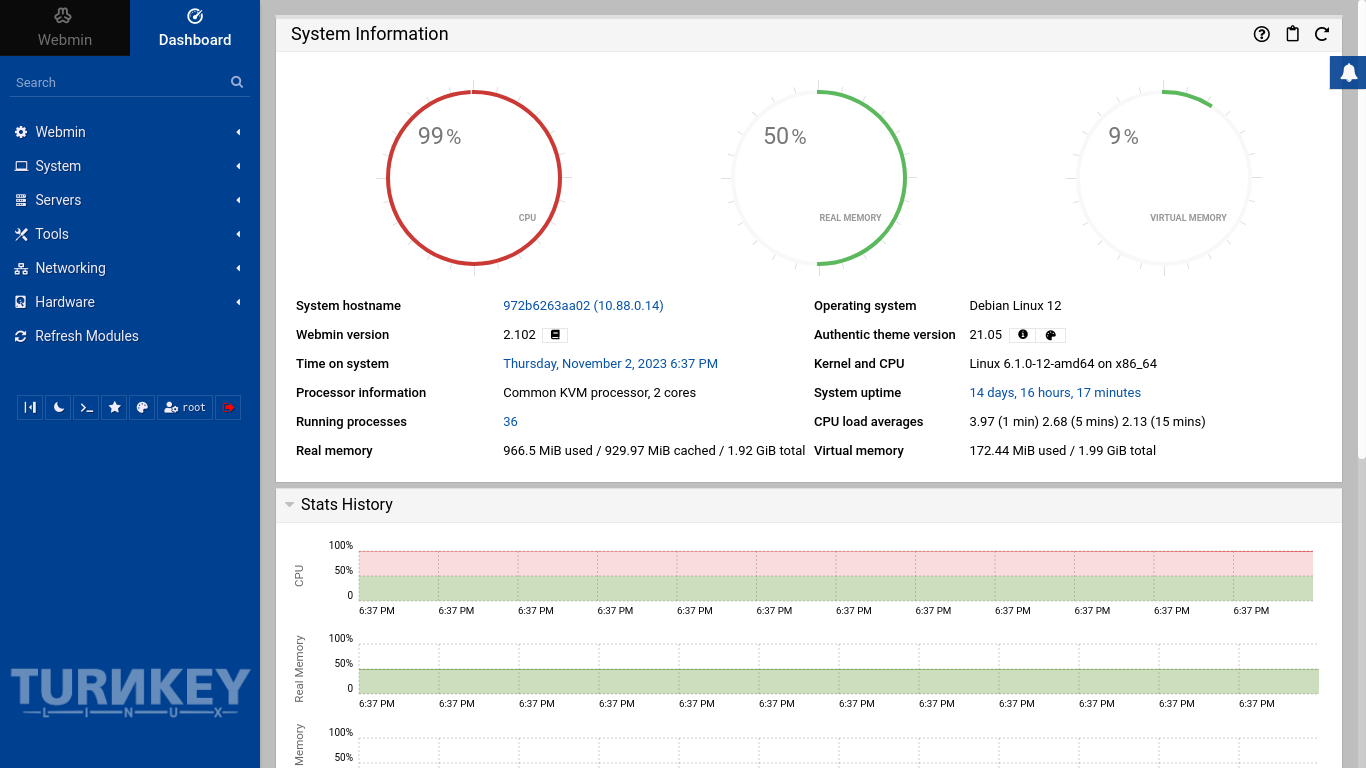 Webmin
Dashboard
Search
Webmin
System
Servers
Tools
Networking
Hardware
Refresh Modules
root
TURNKEY
LINUX
System Information
99%
CPU
50%
REAL MEMORY
9%
VIRTUAL MEMORY
System hostname 972b6263aa02 (10.88.0.14) Operating system Debian Linux 12
Webmin version 2.102 Authentic theme version 21.05
Time on system Thursday, November 2, 2023 6:37 PM Kernel and CPU Linux 6.1.0-12-amd64 on x86_64
Processor information Common KVM processor, 2 cores System uptime 14 days, 16 hours, 17 minutes
Running processes 36 CPU load averages 3.97 (1 min) 2.68 (5 mins) 2.13 (15 mins)
Real memory 966.5 MiB used / 929.97 MiB cached / 1.92 GiB total Virtual memory 172.44 MiB used / 1.99 GiB total
Stats History
CPU
100%
50%
0
6:37 PM 6:37 PM 6:37 PM 6:37 PM 6:37 PM 6:37 PM 6:37 PM 6:37 PM 6:37 PM 6:37 PM 6:37 PM 6:37 PM
Real Memory
100%
50%
0
6:37 PM 6:37 PM 6:37 PM 6:37 PM 6:37 PM 6:37 PM 6:37 PM 6:37 PM 6:37 PM 6:37 PM 6:37 PM 6:37 PM
Memory
100%
50%